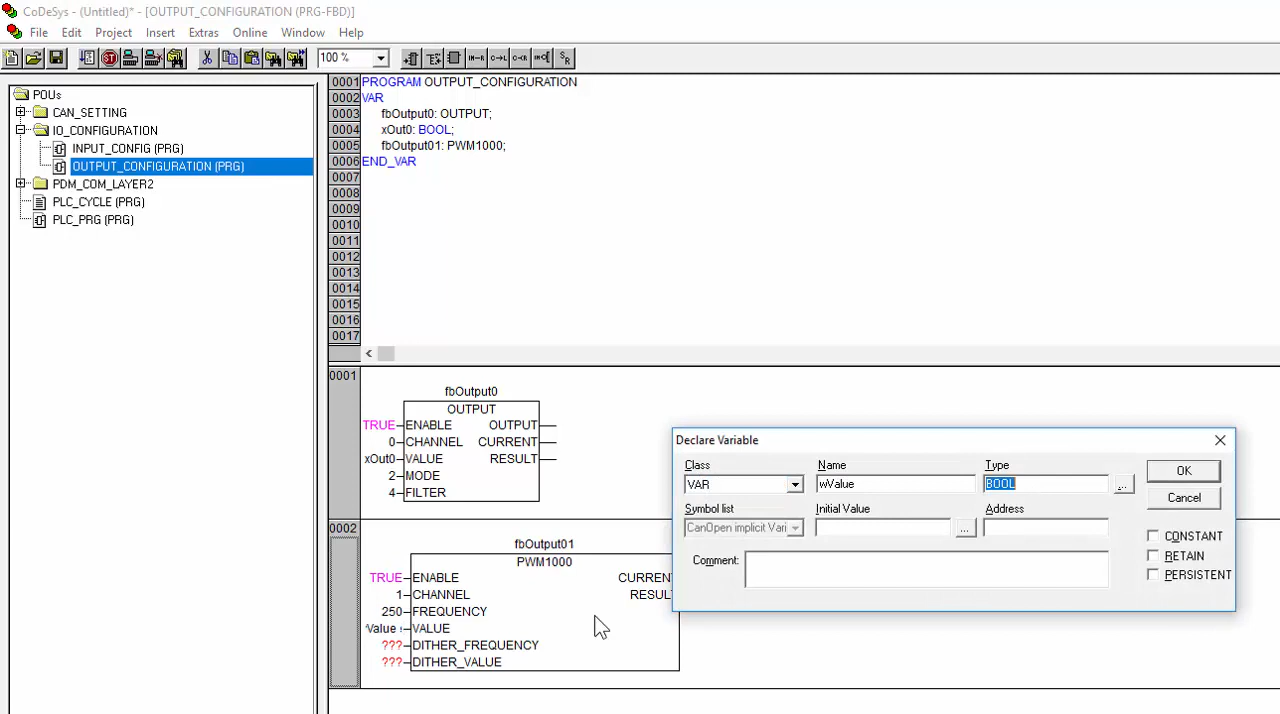 CoDeSys - (Untitled)* - [OUTPUT_CONFIGURATION (PRG-FBD)]
File Edit Project Insert Extras Online Window Help
100 %
POUs
CAN_SETTING
IO_CONFIGURATION
INPUT_CONFIG (PRG)
OUTPUT_CONFIGURATION (PRG)
PDM_COM_LAYER2
PLC_CYCLE (PRG)
PLC_PRG (PRG)
0001 PROGRAM OUTPUT_CONFIGURATION
0002 VAR
0003 fbOutput0: OUTPUT;
0004 xOut0: BOOL;
0005 fbOutput01: PWM1000;
0006 END_VAR
0007
0008
0009
0010
0011
0012
0013
0014
0015
0016
0017
0001
fbOutput0
OUTPUT
TRUE ENABLE OUTPUT
0 CHANNEL CURRENT
xOut0 VALUE RESULT
2 MODE
4 FILTER
0002
fbOutput01
PWM1000
TRUE ENABLE CURREN
1 CHANNEL RESUL
250 FREQUENCY
Value VALUE
??? DITHER_FREQUENCY
??? DITHER_VALUE
Declare Variable
Class Name Type
VAR wValue BOOL ... OK
Symbol list Initial Value Address Cancel
CanOpen implicit Vari ...
Comment:
CONSTANT
RETAIN
PERSISTENT